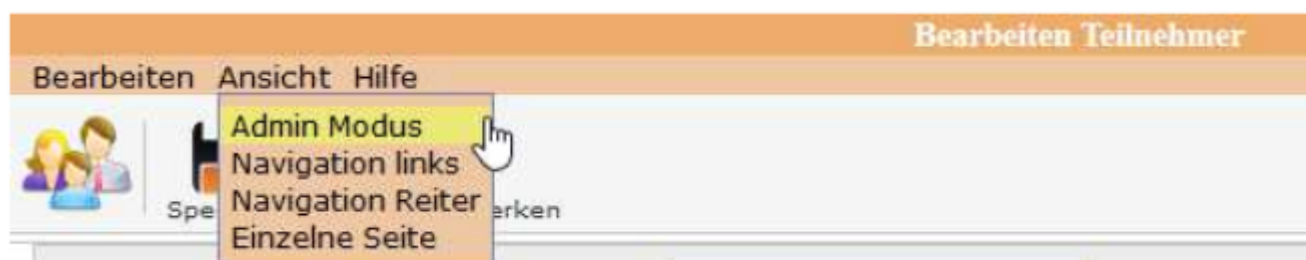 Bearbeiten Teilnehmer
Bearbeiten Ansicht Hilfe
Admin Modus
Navigation links
Navigation Reiter
Einzelne Seite